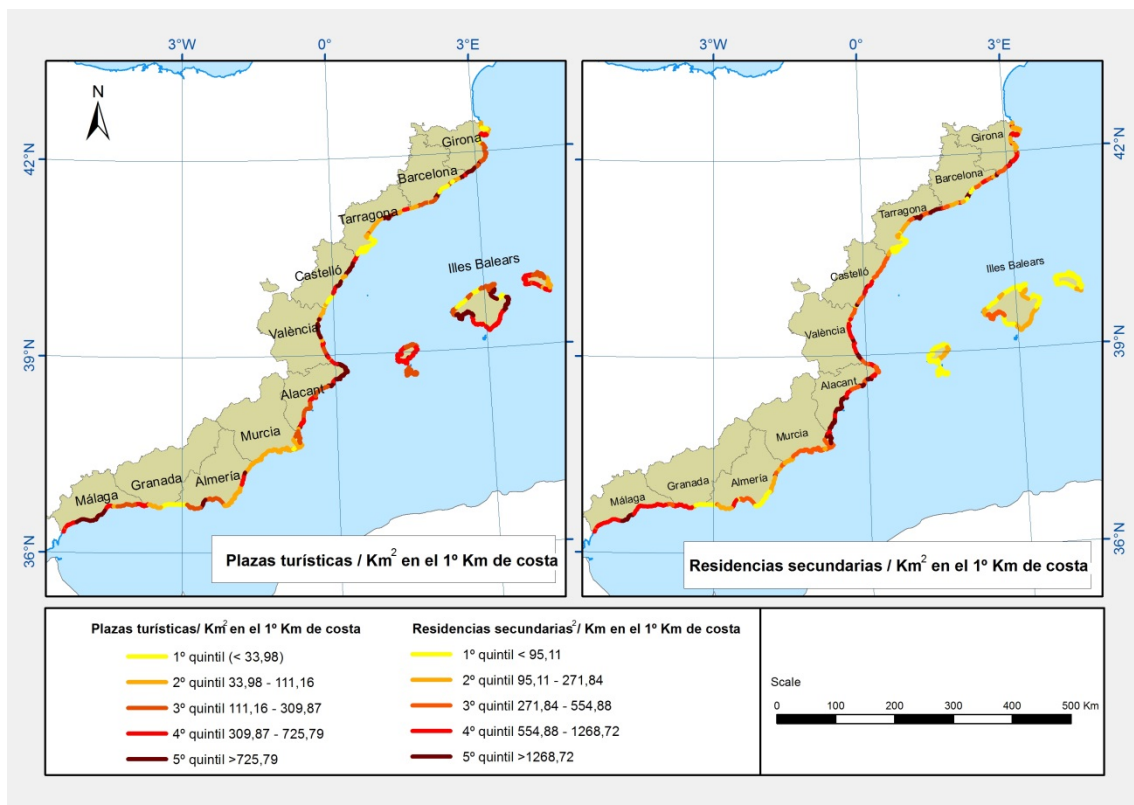 3°W 0° 3°E
3°W 0° 3°E
N
42°N
39°N
36°N
Girona
Barcelona
Tarragona
Castelló
Illes Balears
València
Alacant
Murcia
Almería
Granada
Málaga
Plazas turísticas / Km² en el 1º Km de costa
Girona
Barcelona
Tarragona
Castelló
Illes Balears
València
Alacant
Murcia
Almería
Granada
Málaga
42°N
39°N
36°N
Residencias secundarias / Km² en el 1º Km de costa
Plazas turísticas/ Km² en el 1º Km de costa
1º quintil (< 33,98)
2º quintil 33,98 - 111,16
3º quintil 111,16 - 309,87
4º quintil 309,87 - 725,79
5º quintil >725,79
Residencias secundarias²/ Km en el 1º Km de costa
1º quintil < 95,11
2º quintil 95,11 - 271,84
3º quintil 271,84 - 554,88
4º quintil 554,88 - 1268,72
5º quintil >1268,72
Scale
0 100 200 300 400 500 Km